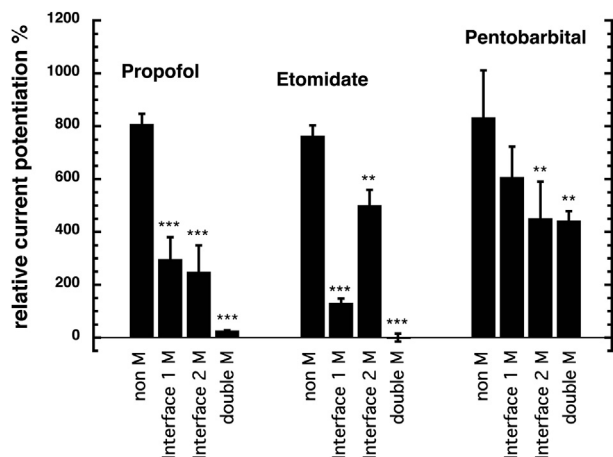 relative current potentiation %
1200
1000
800
600
400
200
0
Propofol
Etomidate
Pentobarbital
***
***
***
***
**
***
**
**
non M
Interface 1 M
Interface 2 M
double M
non M
Interface 1 M
Interface 2 M
double M
non M
Interface 1 M
Interface 2 M
double M